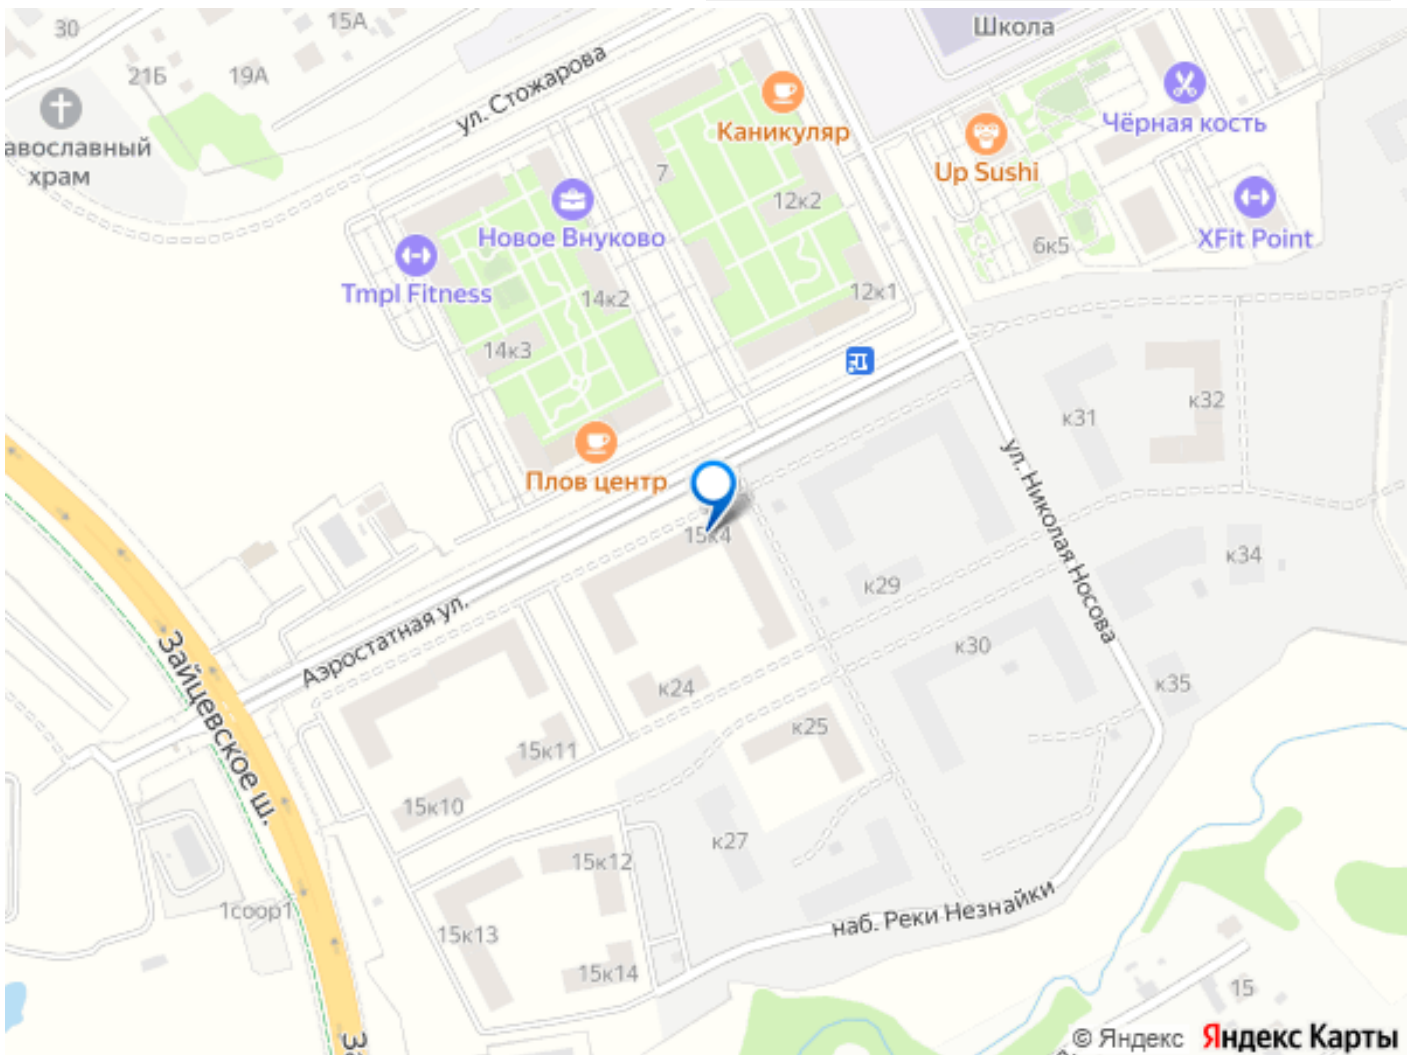 30
15А
Школа
21Б
19А
ул. Стожарова
Каникуляр
Чёрная кость
авославный
храм
Up Sushi
7
12к2
Новое Внуково
6к5
XFit Point
Tmpl Fitness
14к2
12к1
14к3
к31
к32
Плов центр
ул. Николая Носова
15к4
к29
к34
Аэростатная ул.
Зайцевское ш.
к30
к24
к35
к25
15к11
15к10
к27
15к12
1соор1
15к13
наб. Реки Незнайки
15к14
15
За
© Яндекс Яндекс Карты